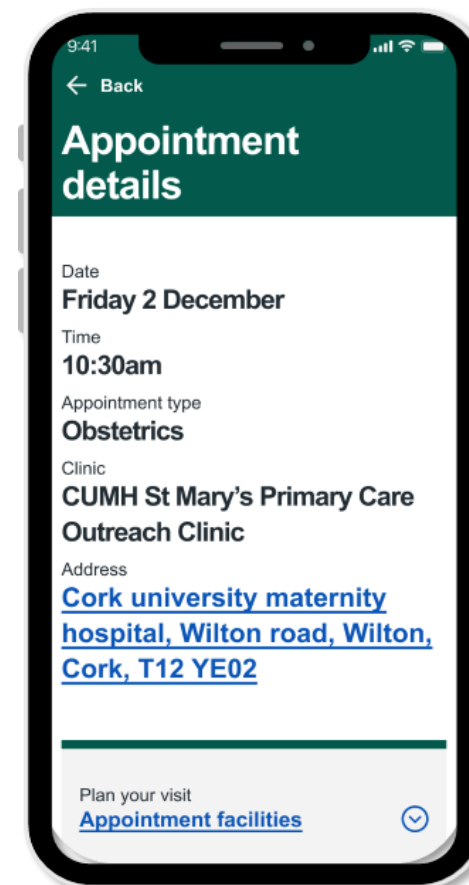 9:41
Back
Appointment
details
Date
Friday 2 December
Time
10:30am
Appointment type
Obstetrics
Clinic
CUMH St Mary’s Primary Care
Outreach Clinic
Address
Cork university maternity
hospital, Wilton road, Wilton,
Cork, T12 YE02
Plan your visit
Appointment facilities